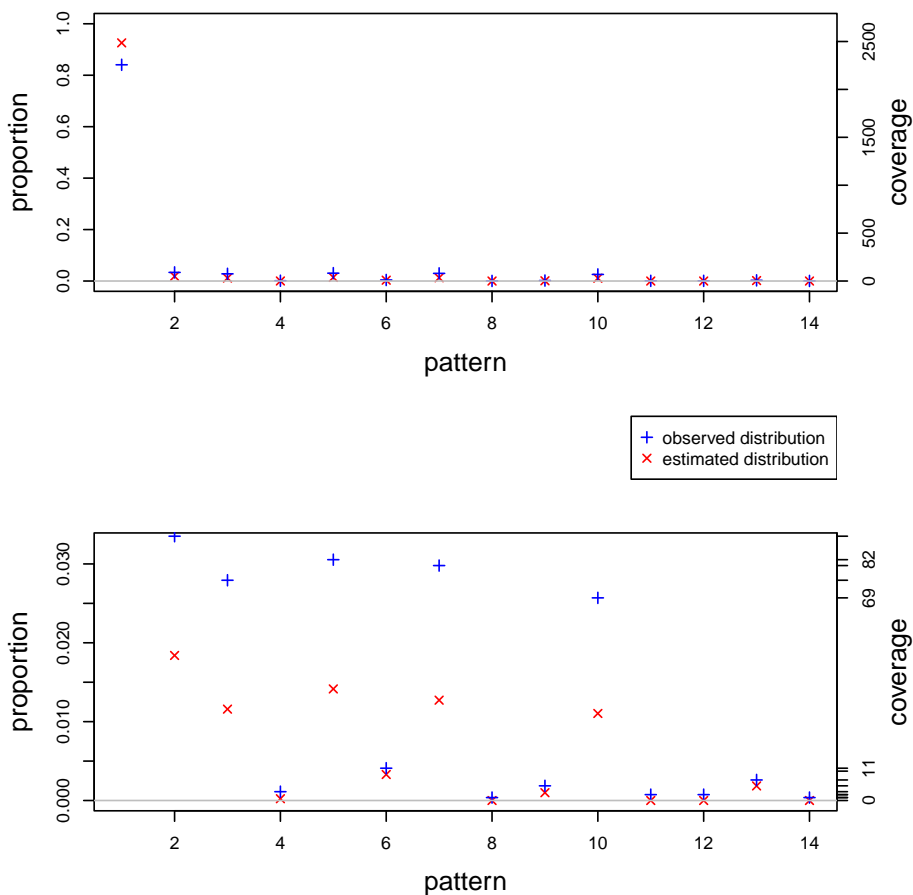 1.0
0.8
0.6
0.4
0.2
0.0
proportion
2500
1500
500
0
coverage
2 4 6 8 10 12 14
pattern
observed distribution
estimated distribution
0.030
0.020
0.010
0.000
proportion
82
69
11
0
coverage
2 4 6 8 10 12 14
pattern